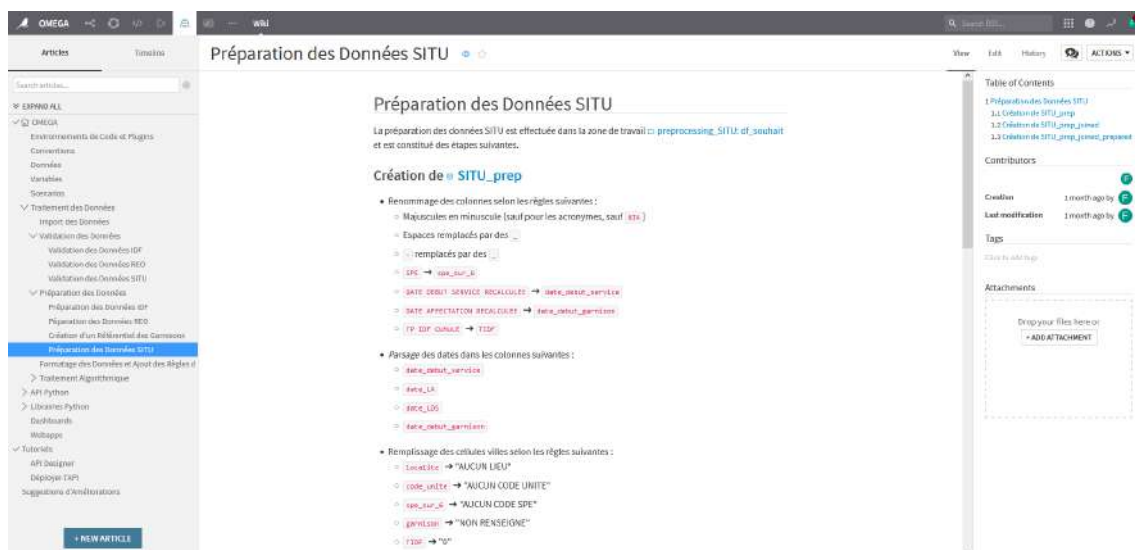 OMEGA
Wiki
Articles
Timeline
Préparation des Données SITU
View
Edit
History
ACTIONS
Search articles...
EXPAND ALL
OMEGA
Environnements de Code et Plugins
Conventions
Données
Variables
Scenarios
Traitement des Données
Import des Données
Validation des Données
Validation des Données IDF
Validation des Données REO
Validation des Données SITU
Préparation des Données
Préparation des Données IDF
Préparation des Données REO
Création d'un Référentiel des Garnisons
Préparation des Données SITU
Formatage des Données et Ajout des Règles d
Traitement Algorithmique
API Python
Librairies Python
Dashboards
Webapps
Tutoriels
API Designer
Déployer l'API
Suggestions d'Améliorations
+ NEW ARTICLE
Préparation des Données SITU
La préparation des données SITU est effectuée dans la zone de travail preprocessing_SITU: df_souhait
et est constitué des étapes suivantes.
Création de SITU_prep
• Renommage des colonnes selon les règles suivantes :
Majuscules en minuscule (sauf pour les acronymes, sauf
Espaces remplacés par des _
- remplacés par des _
SPE → spe_sur_6
DATE DEBUT SERVICE RECALCULEE → date_debut_service
DATE AFFECTATION RECALCULEE → date_debut_garnison
TP IDF CUMULE → TIDF
• Parsage des dates dans les colonnes suivantes :
date_debut_service
date_LA
date_LDS
date_debut_garnison
• Remplissage des cellules villes selon les règles suivantes :
localite → "AUCUN LIEU"
code_unite → "AUCUN CODE UNITE"
spe_sur_6 → "AUCUN CODE SPE"
garnison → "NON RENSEIGNE"
TIDF → "0"
Table of Contents
1 Préparation des Données SITU
1.1 Création de SITU_prep
1.2 Création de SITU_prep_joined
1.3 Création de SITU_prep_joined_prepared
Contributors
F
Creation
1 month ago by F
Last modification
1 month ago by F
Tags
Click to add tags
Attachments
Drop your files here or
+ ADD ATTACHMENT